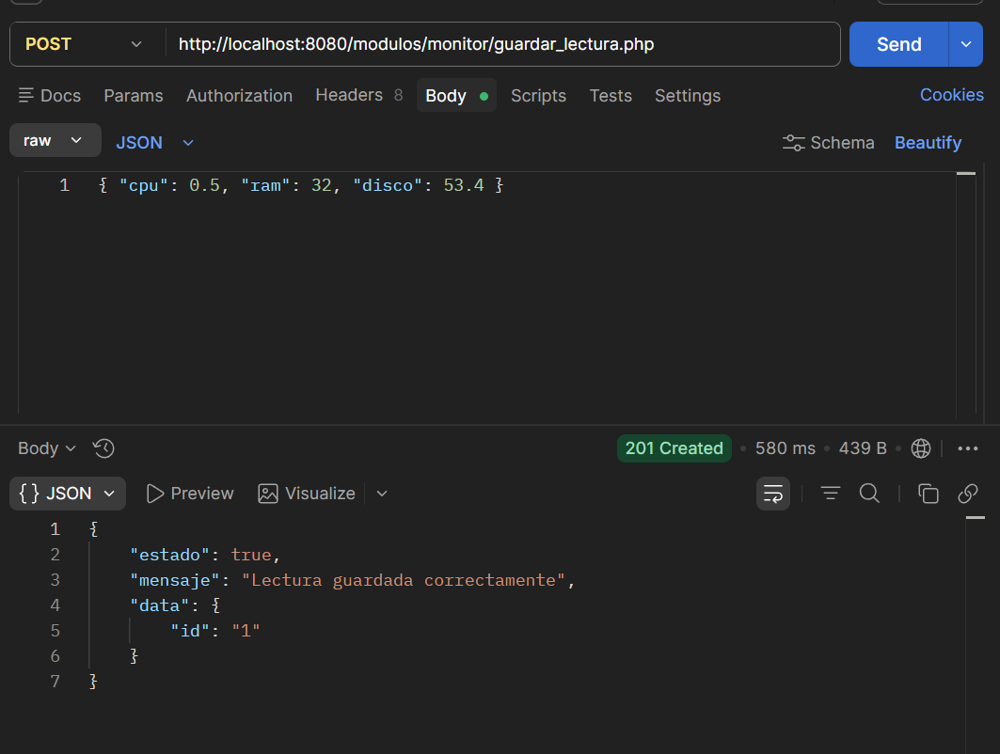 POST http://localhost:8080/modulos/monitor/guardar_lectura.php Send
Docs Params Authorization Headers 8 Body Scripts Tests Settings Cookies
raw JSON Schema Beautify
1 { "cpu": 0.5, "ram": 32, "disco": 53.4 }
Body 201 Created 580 ms 439 B
{} JSON Preview Visualize
1 {
2 "estado": true,
3 "mensaje": "Lectura guardada correctamente",
4 "data": {
5 "id": "1"
6 }
7 }